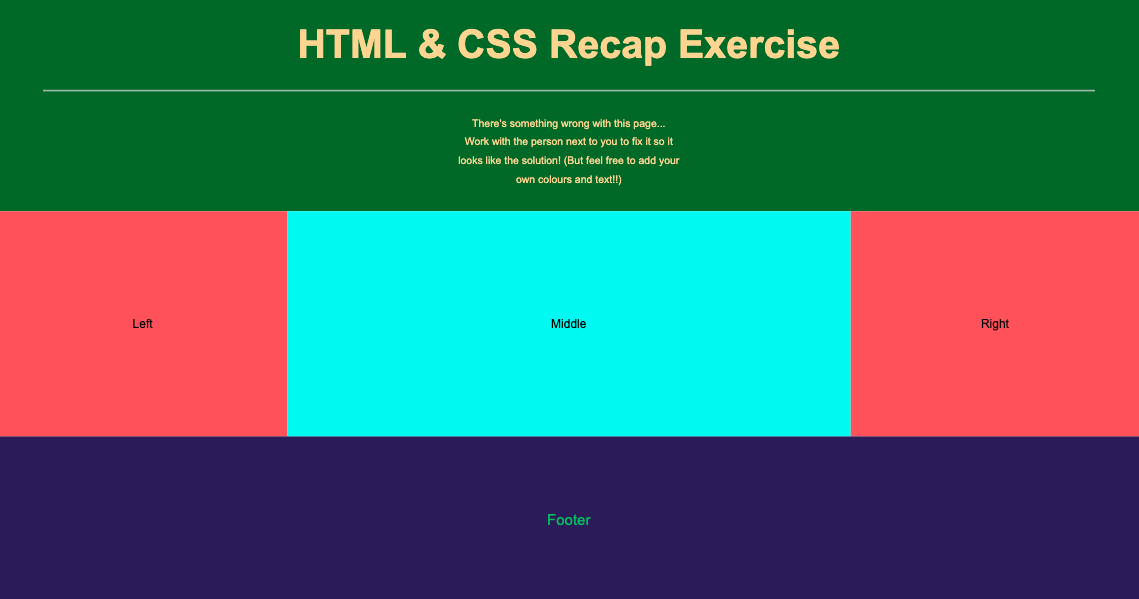 HTML & CSS Recap Exercise
There's something wrong with this page...
Work with the person next to you to fix it so it
looks like the solution! (But feel free to add your
own colours and text!!)
Left
Middle
Right
Footer